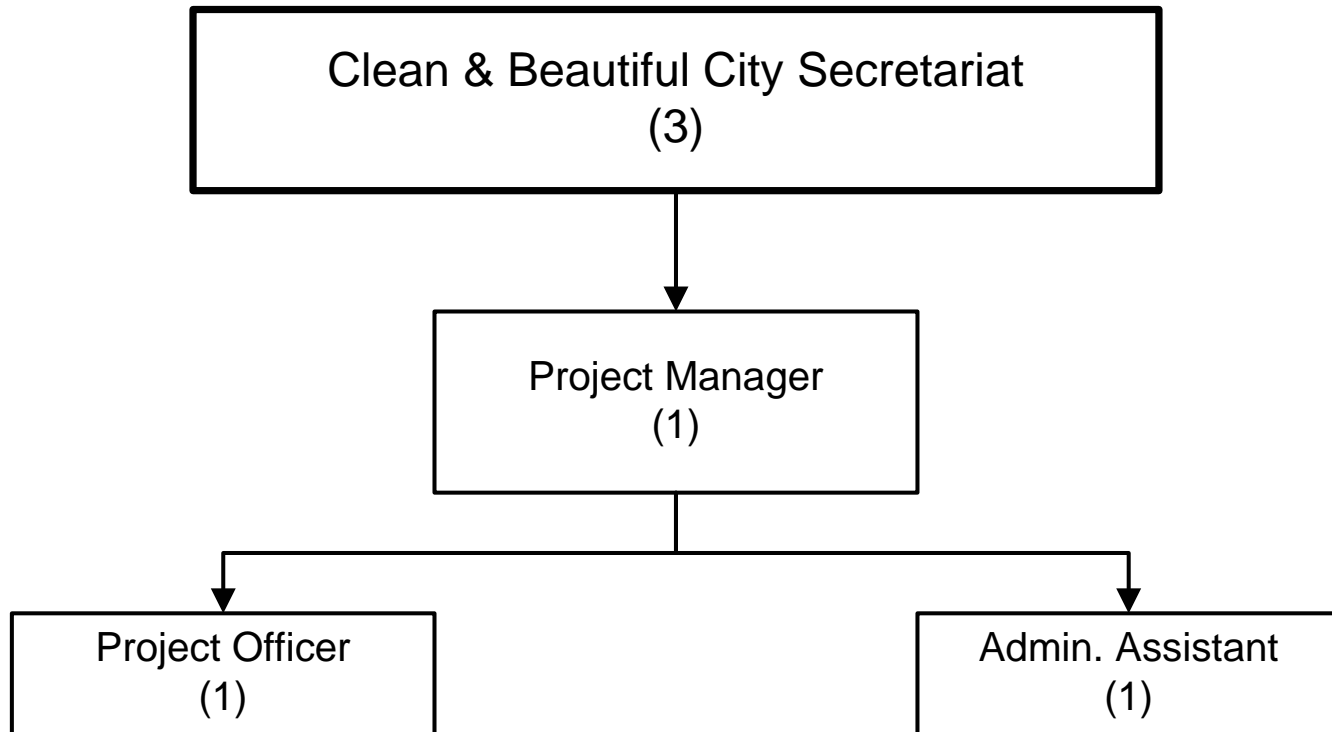 Clean & Beautiful City Secretariat
(3)
Project Manager
(1)
Project Officer
(1)
Admin. Assistant
(1)